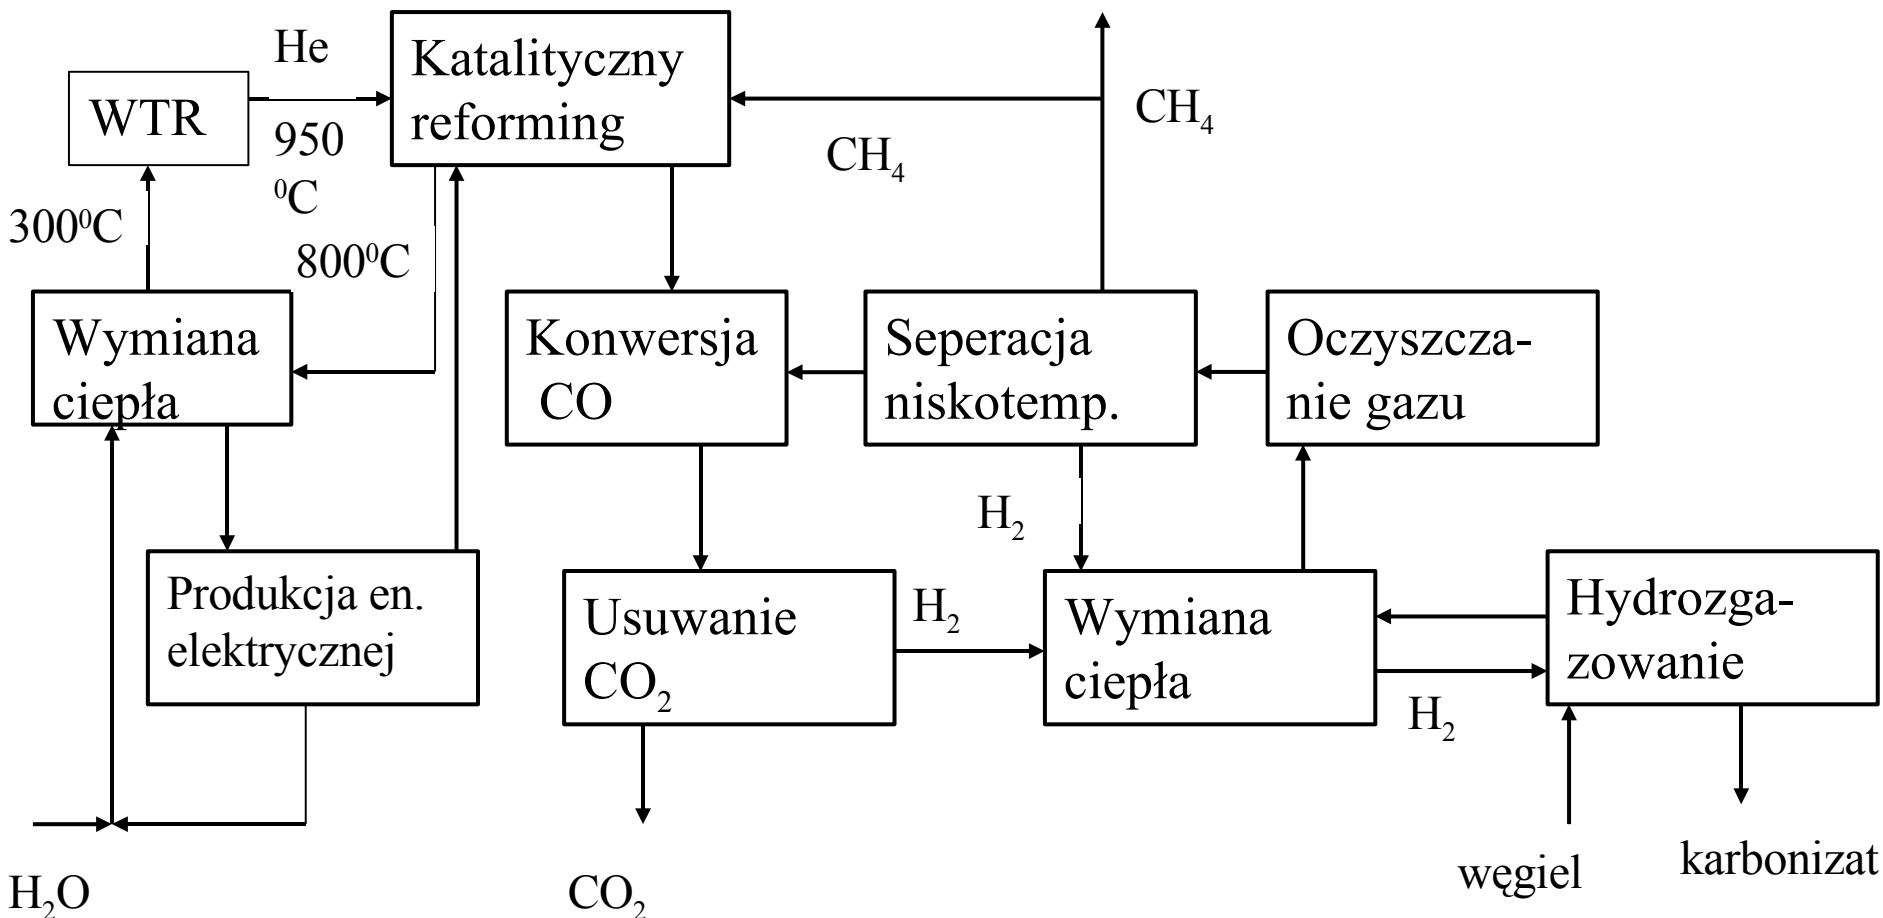 He
Katalityczny
reforming
WTR
950
⁰C
CH₄
CH₄
300⁰C
800⁰C
Wymiana
ciepła
Konwersja
CO
Seperacja
niskotemp.
Oczyszcza-
nie gazu
H₂
Produkcja en.
elektrycznej
Usuwanie
CO₂
H₂
Wymiana
ciepła
Hydrozga-
zowanie
H₂
H₂O
CO₂
węgiel
karbonizat